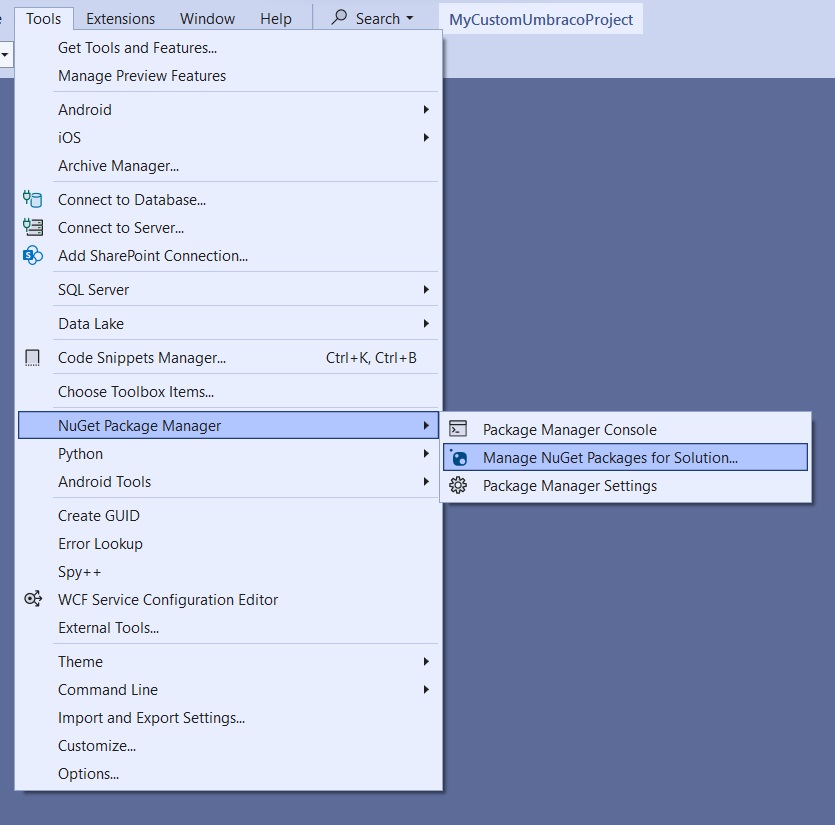 Tools Extensions Window Help Search MyCustomUmbracoProject
Get Tools and Features...
Manage Preview Features
Android
iOS
Archive Manager...
Connect to Database...
Connect to Server...
Add SharePoint Connection...
SQL Server
Data Lake
Code Snippets Manager... Ctrl+K, Ctrl+B
Choose Toolbox Items...
NuGet Package Manager
Package Manager Console
Manage NuGet Packages for Solution...
Package Manager Settings
Python
Android Tools
Create GUID
Error Lookup
Spy++
WCF Service Configuration Editor
External Tools...
Theme
Command Line
Import and Export Settings...
Customize...
Options...